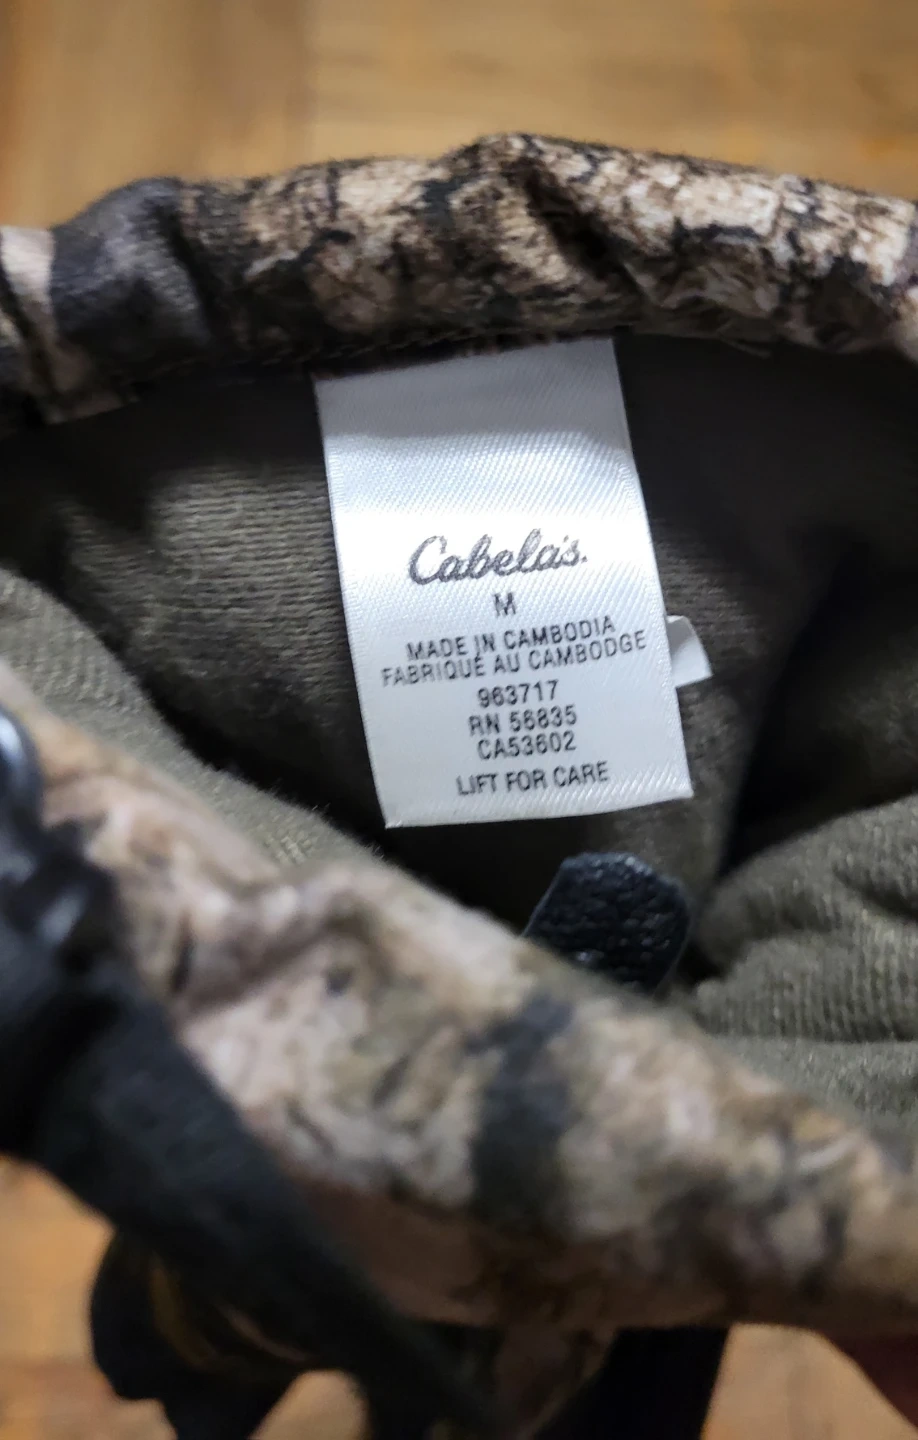 Cabela's.
M
MADE IN CAMBODIA
FABRIQUÉ AU CAMBODGE
963717
RN 56835
CA53602
LIFT FOR CARE